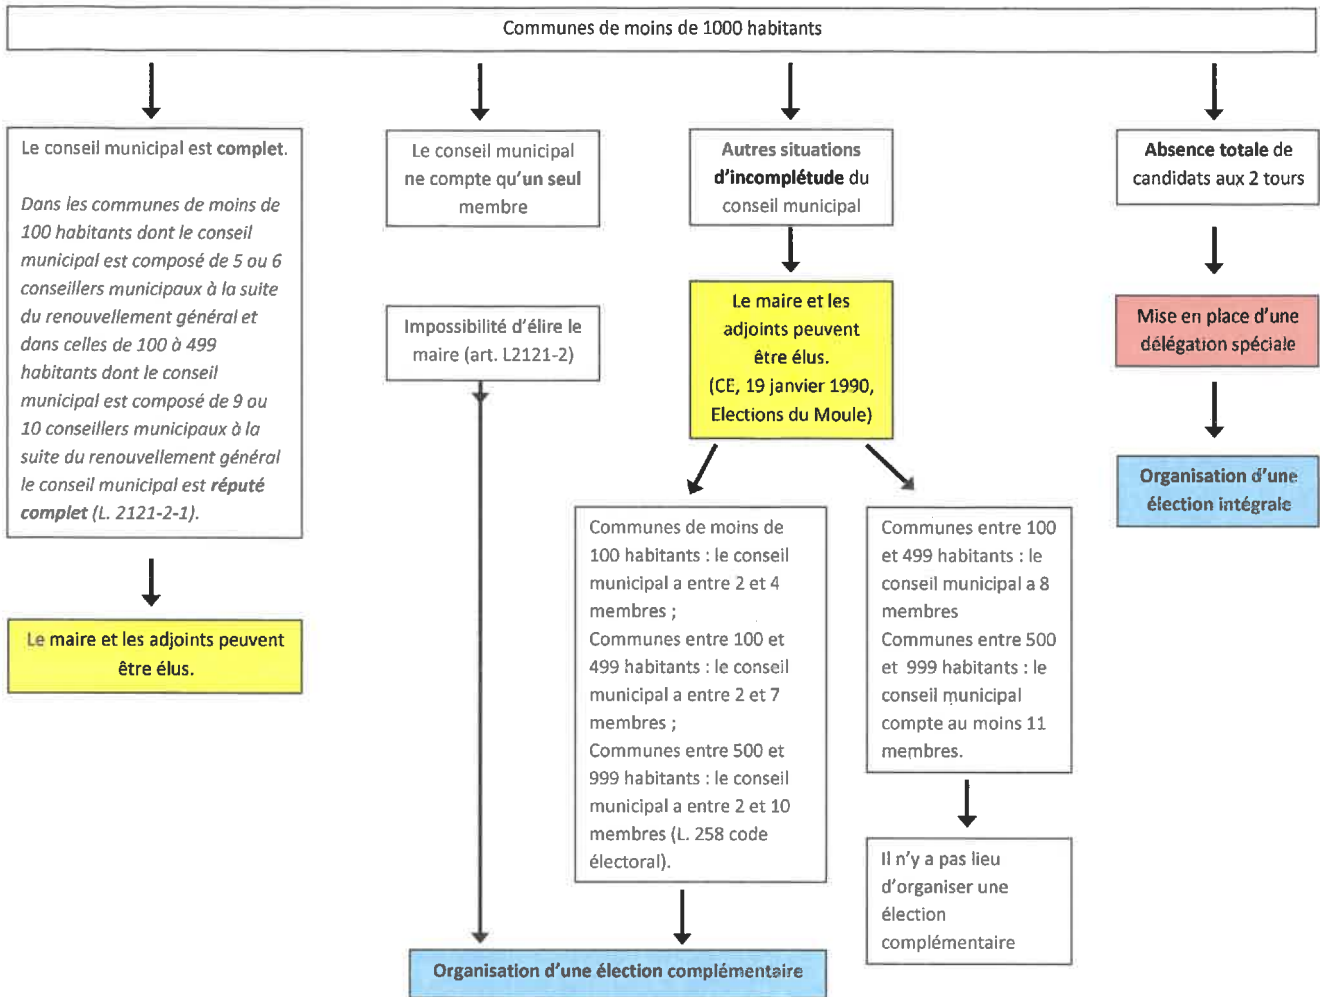 Communes de moins de 1000 habitants
Le conseil municipal est complet.
Dans les communes de moins de
100 habitants dont le conseil
municipal est composé de 5 ou 6
conseillers municipaux à la suite
du renouvellement général et
dans celles de 100 à 499
habitants dont le conseil
municipal est composé de 9 ou
10 conseillers municipaux à la
suite du renouvellement général
le conseil municipal est réputé
complet (L. 2121-2-1).
Le maire et les adjoints peuvent
être élus.
Le conseil municipal
ne compte qu'un seul
membre
Impossibilité d'élire le
maire (art. L2121-2)
Autres situations
d'incomplétude du
conseil municipal
Le maire et les
adjoints peuvent
être élus.
(CE, 19 janvier 1990,
Elections du Moule)
Communes de moins de
100 habitants : le conseil
municipal a entre 2 et 4
membres ;
Communes entre 100 et
499 habitants : le conseil
municipal a entre 2 et 7
membres ;
Communes entre 500 et
999 habitants : le conseil
municipal a entre 2 et 10
membres (L. 258 code
électoral).
Organisation d'une élection complémentaire
Communes entre 100
et 499 habitants : le
conseil municipal a 8
membres
Communes entre 500
et 999 habitants : le
conseil municipal
compte au moins 11
membres.
Il n'y a pas lieu
d'organiser une
élection
complémentaire
Absence totale de
candidats aux 2 tours
Mise en place d'une
délégation spéciale
Organisation d'une
élection intégrale